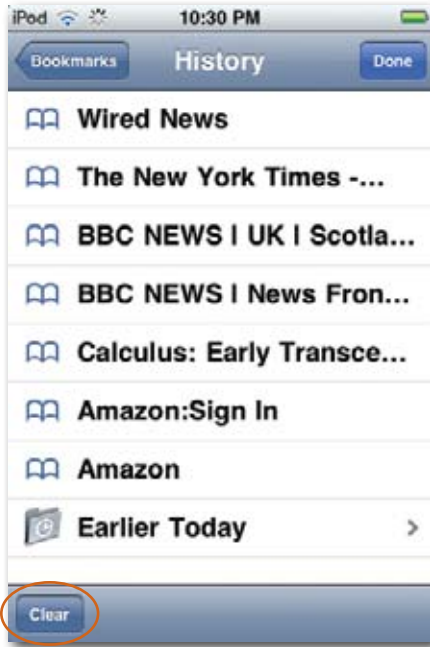 iPod 10:30 PM
Bookmarks History Done
Wired News
The New York Times -...
BBC NEWS | UK | Scotla...
BBC NEWS | News Fron...
Calculus: Early Transce...
Amazon:Sign In
Amazon
Earlier Today
Clear